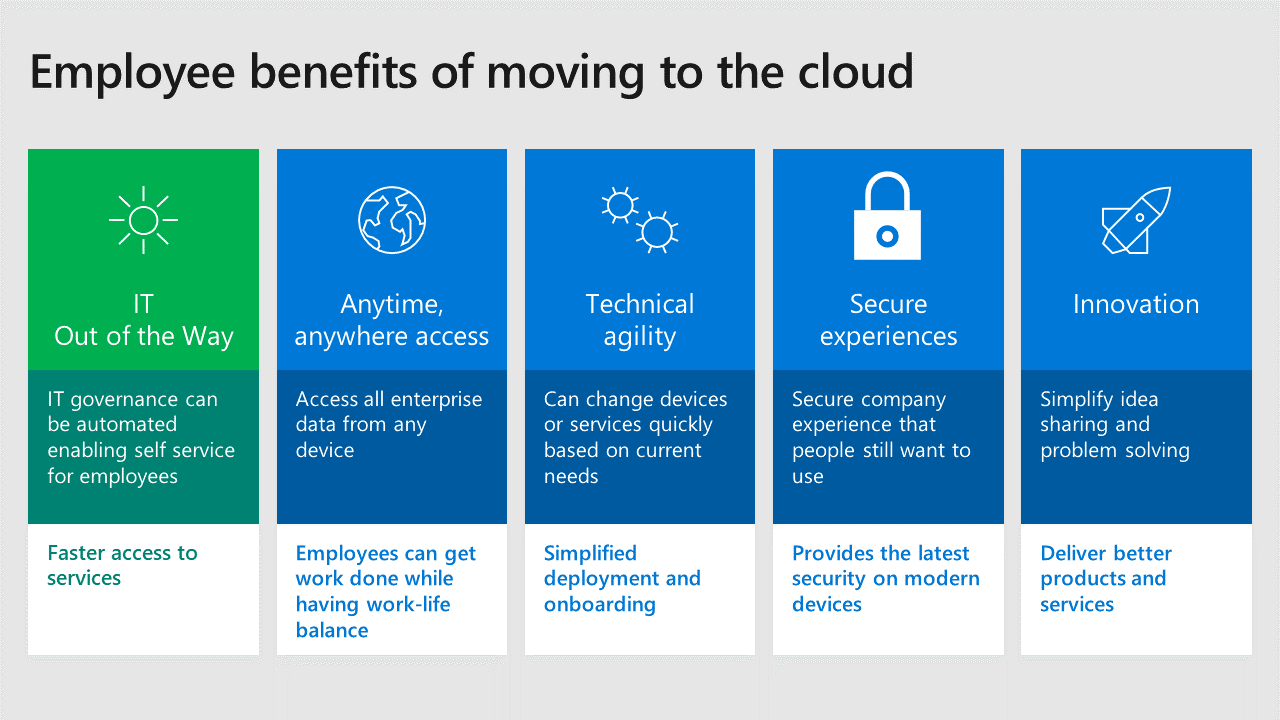 Employee benefits of moving to the cloud
IT
Out of the Way
IT governance can
be automated
enabling self service
for employees
Faster access to
services
Anytime,
anywhere access
Access all enterprise
data from any
device
Employees can get
work done while
having work-life
balance
Technical
agility
Can change devices
or services quickly
based on current
needs
Simplified
deployment and
onboarding
Secure
experiences
Secure company
experience that
people still want to
use
Provides the latest
security on modern
devices
Innovation
Simplify idea
sharing and
problem solving
Deliver better
products and
services